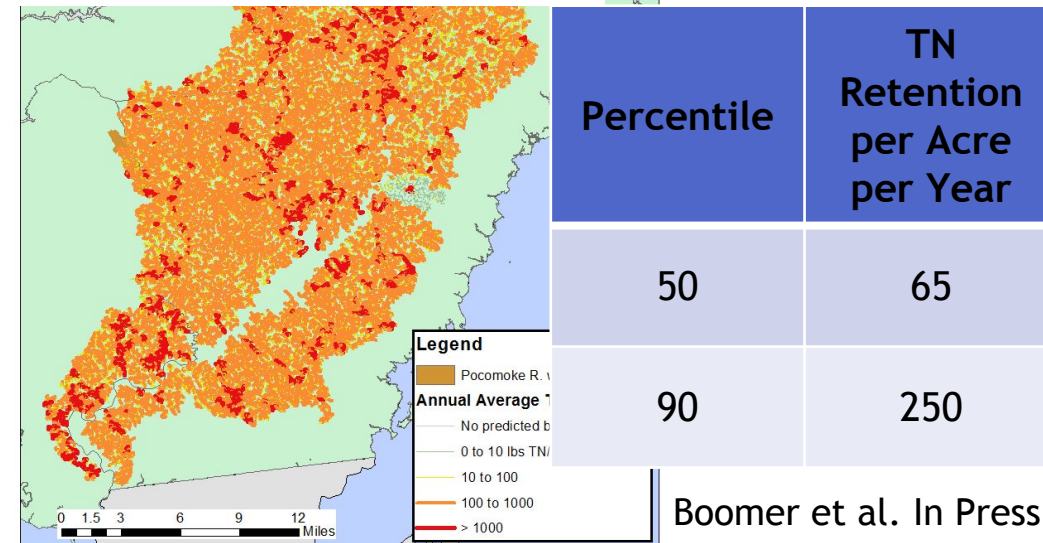 Percentile
TN
Retention
per Acre
per Year
50
65
90
250
Legend
Pocomoke R.
Annual Average
No predicted
0 to 10 lbs TN/
10 to 100
100 to 1000
> 1000
0 1.5 3 6 9 12
Miles
Boomer et al. In Press